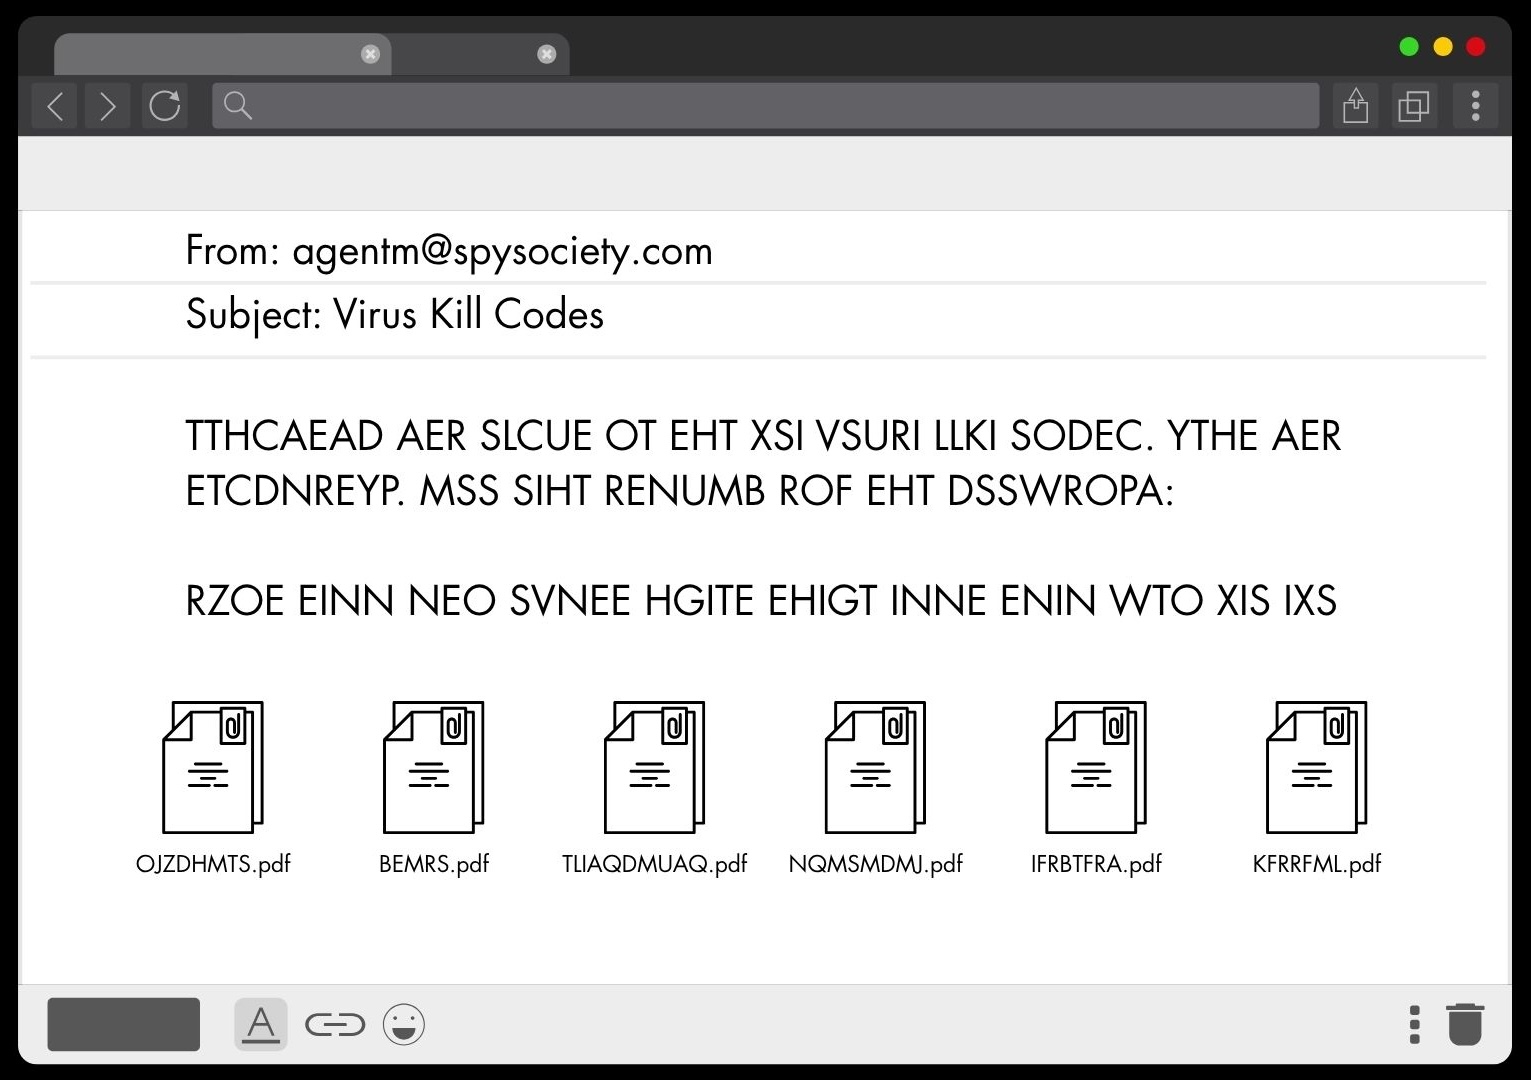 From: agentm@spysociety.com
Subject: Virus Kill Codes
TTHCAEAD AER SLCUE OT EHT XSI VSURI LLKI SODEC. YTHE AER
ETCDNREYP. MSS SIHT RENUMB ROF EHT DSSWROPA:
RZOE EINN NEO SVNEE HGITE EHIGT INNE ENIN WTO XIS IXS
OJZDHMTS.pdf BEMRS.pdf TLIAQDMUAQ.pdf NQMSMDMJ.pdf IFRBTFRA.pdf KFRRFML.pdf
A